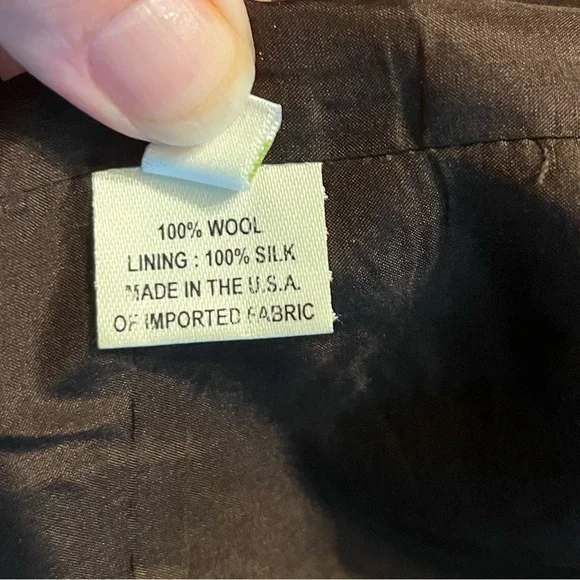 100% WOOL
LINING : 100% SILK
MADE IN THE U.S.A.
OF IMPORTED FABRIC